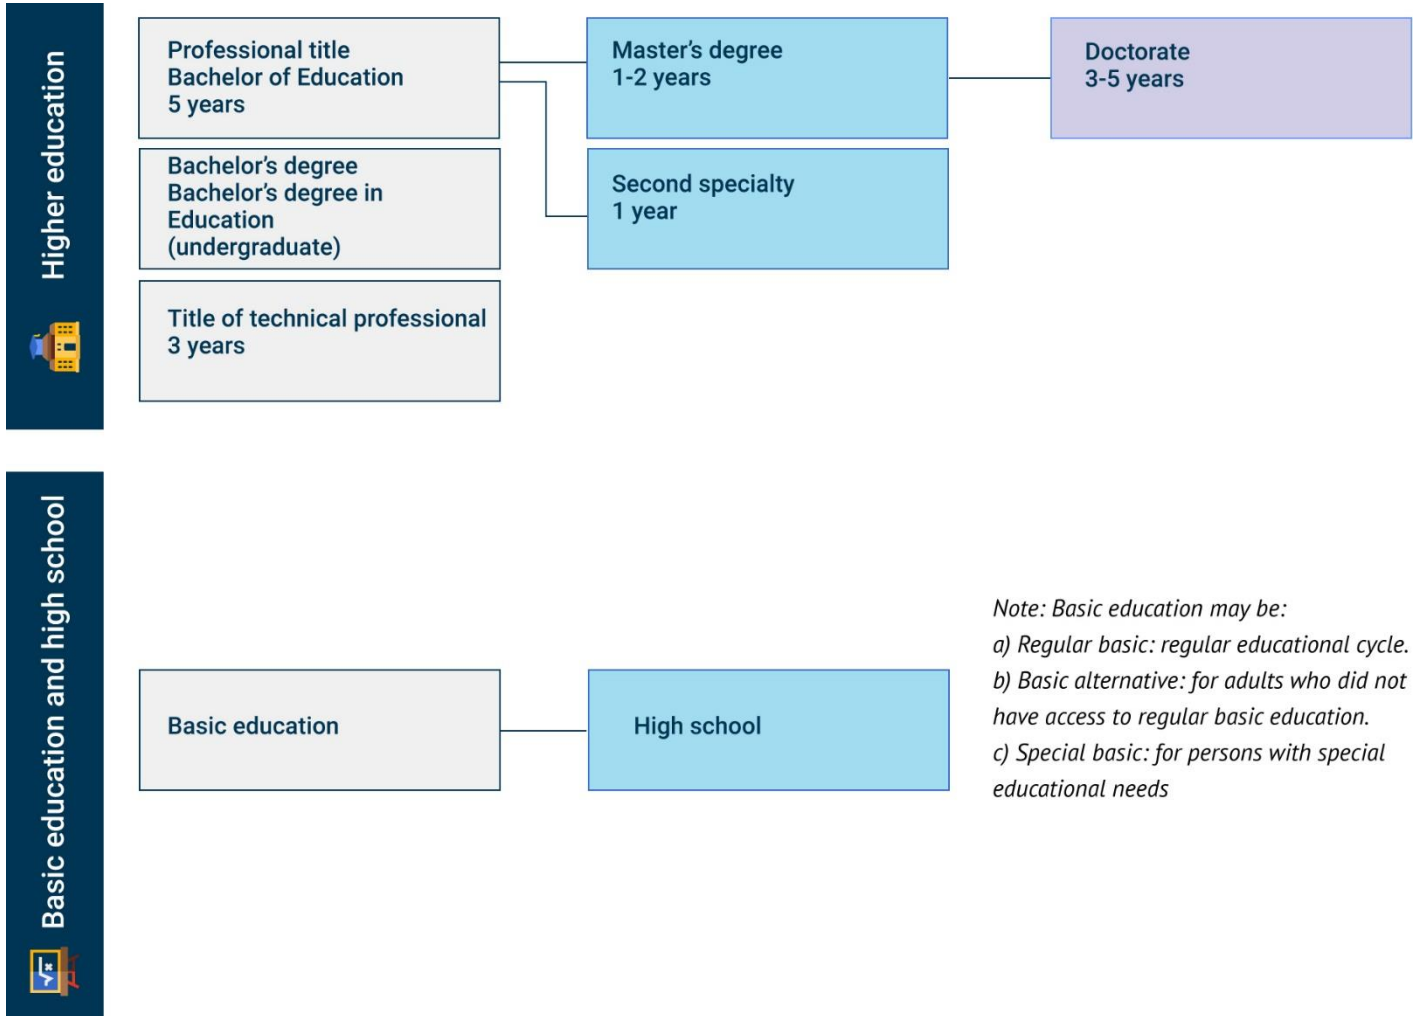 Higher education
Professional title
Bachelor of Education
5 years
Master's degree
1-2 years
Doctorate
3-5 years
Bachelor's degree
Bachelor's degree in
Education
(undergraduate)
Second specialty
1 year
Title of technical professional
3 years
Basic education and high school
Basic education
High school
Note: Basic education may be:
a) Regular basic: regular educational cycle.
b) Basic alternative: for adults who did not
have access to regular basic education.
c) Special basic: for persons with special
educational needs